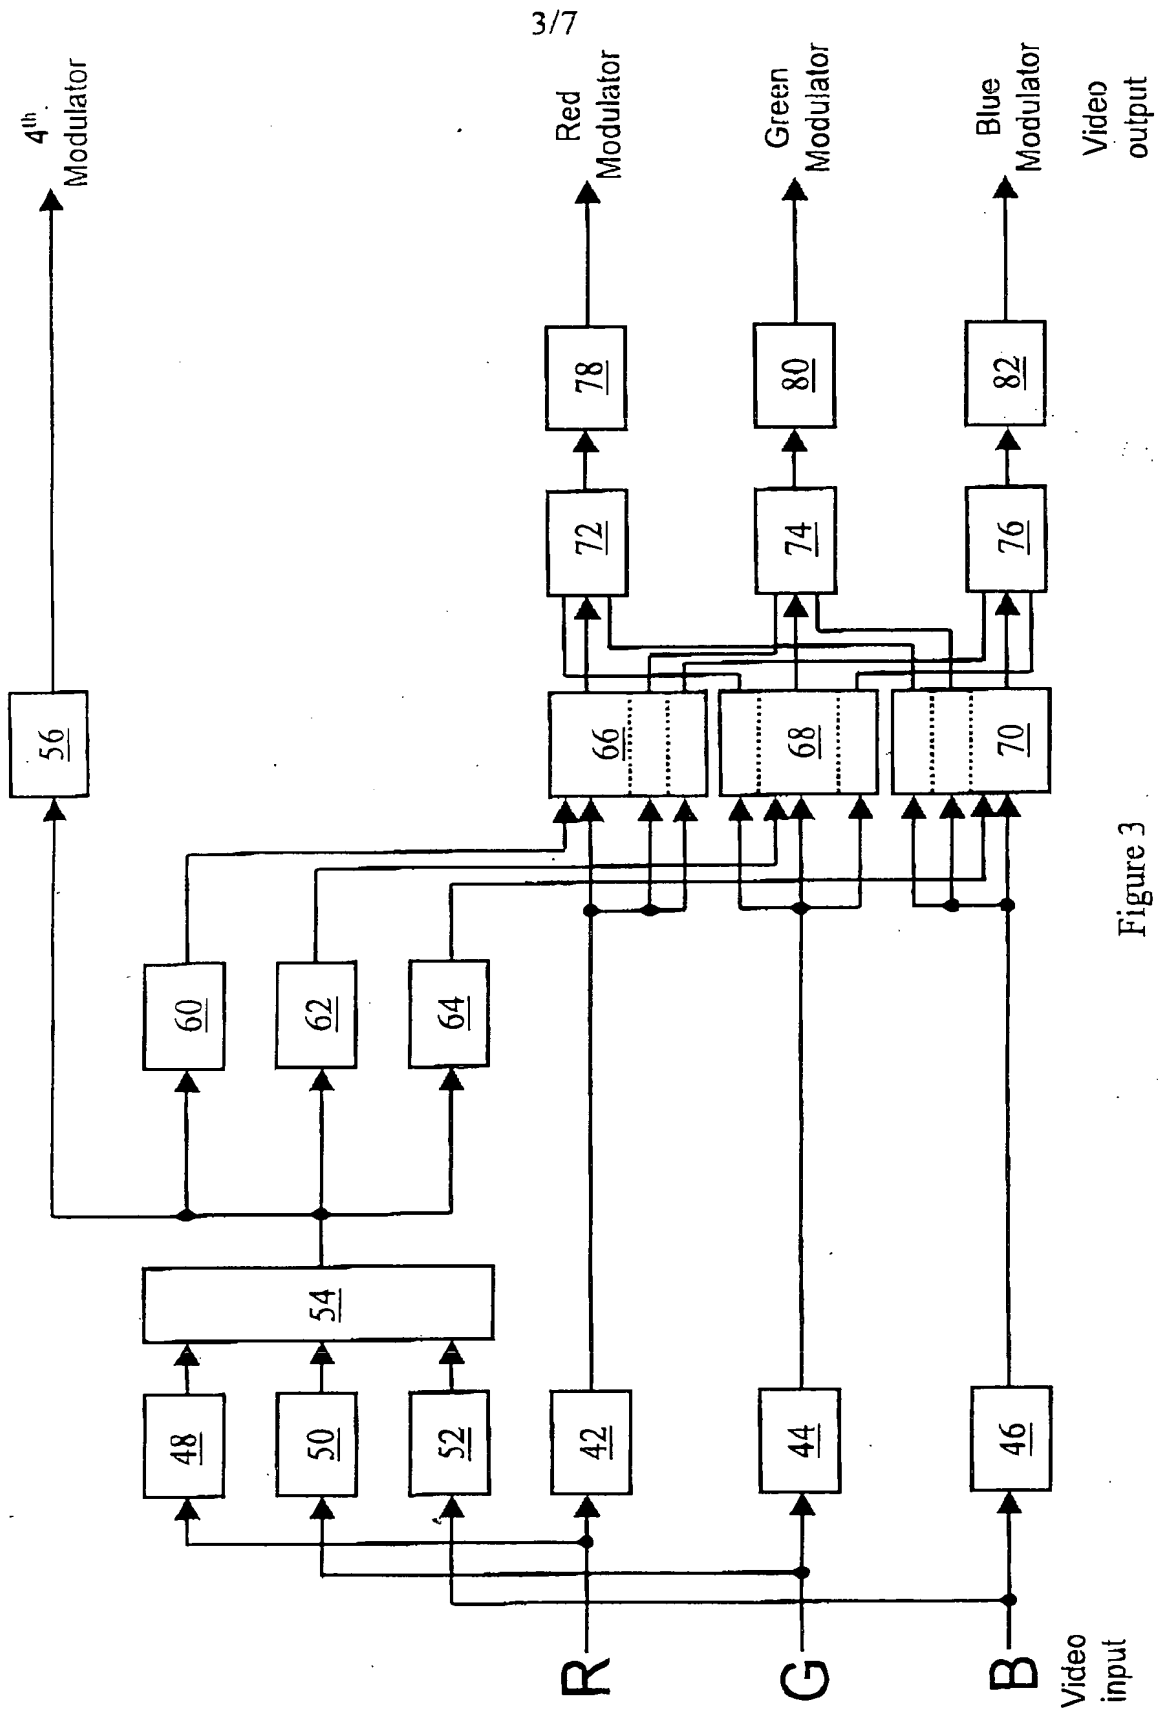 3/7
4th
Modulator
56
60
62
64
48
50
52
54
Red
Modulator
R
42
66
72
78
Green
Modulator
G
44
68
74
80
Blue
Modulator
B
46
70
76
82
Video
input
Video
output
Figure 3